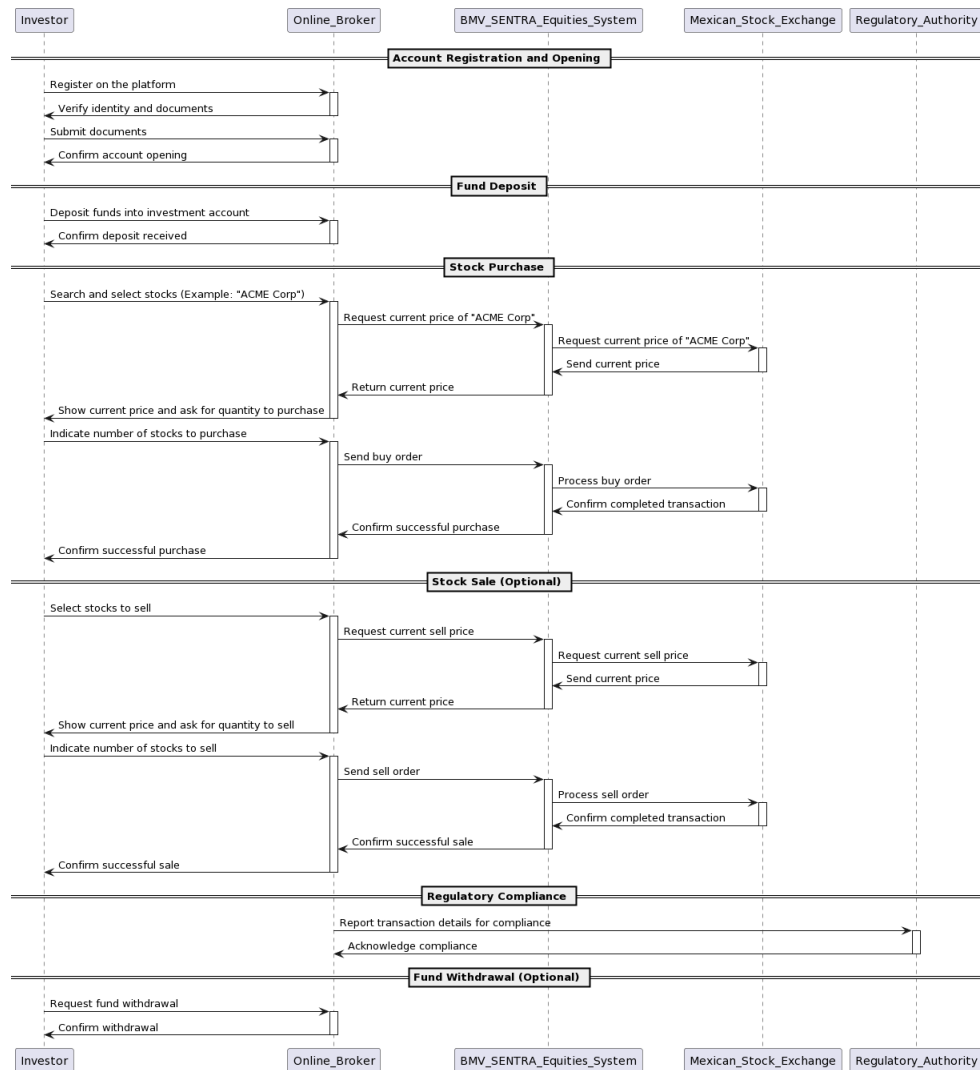 Investor Online_Broker BMV_SENTRA_Equities_System Mexican_Stock_Exchange Regulatory_Authority
Account Registration and Opening
Register on the platform
Verify identity and documents
Submit documents
Confirm account opening
Fund Deposit
Deposit funds into investment account
Confirm deposit received
Stock Purchase
Search and select stocks (Example: "ACME Corp")
Request current price of "ACME Corp"
Request current price of "ACME Corp"
Send current price
Return current price
Show current price and ask for quantity to purchase
Indicate number of stocks to purchase
Send buy order
Process buy order
Confirm completed transaction
Confirm successful purchase
Confirm successful purchase
Stock Sale (Optional)
Select stocks to sell
Request current sell price
Request current sell price
Send current price
Return current price
Show current price and ask for quantity to sell
Indicate number of stocks to sell
Send sell order
Process sell order
Confirm completed transaction
Confirm successful sale
Confirm successful sale
Regulatory Compliance
Report transaction details for compliance
Acknowledge compliance
Fund Withdrawal (Optional)
Request fund withdrawal
Confirm withdrawal
Investor Online_Broker BMV_SENTRA_Equities_System Mexican_Stock_Exchange Regulatory_Authority